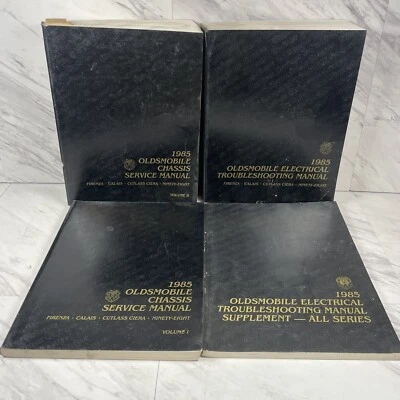 1985
OLDSMOBILE
CHASSIS
SERVICE MANUAL
FIRENZA • CALAIS • CUTLASS CIERA • NINETY-EIGHT
VOLUME II
1985
OLDSMOBILE ELECTRICAL
TROUBLESHOOTING MANUAL
FIRENZA • CALAIS • CUTLASS CIERA • NINETY-EIGHT
1985
OLDSMOBILE
CHASSIS
SERVICE MANUAL
FIRENZA • CALAIS • CUTLASS CIERA • NINETY-EIGHT
VOLUME I
1985
OLDSMOBILE ELECTRICAL
TROUBLESHOOTING MANUAL
SUPPLEMENT — ALL SERIES